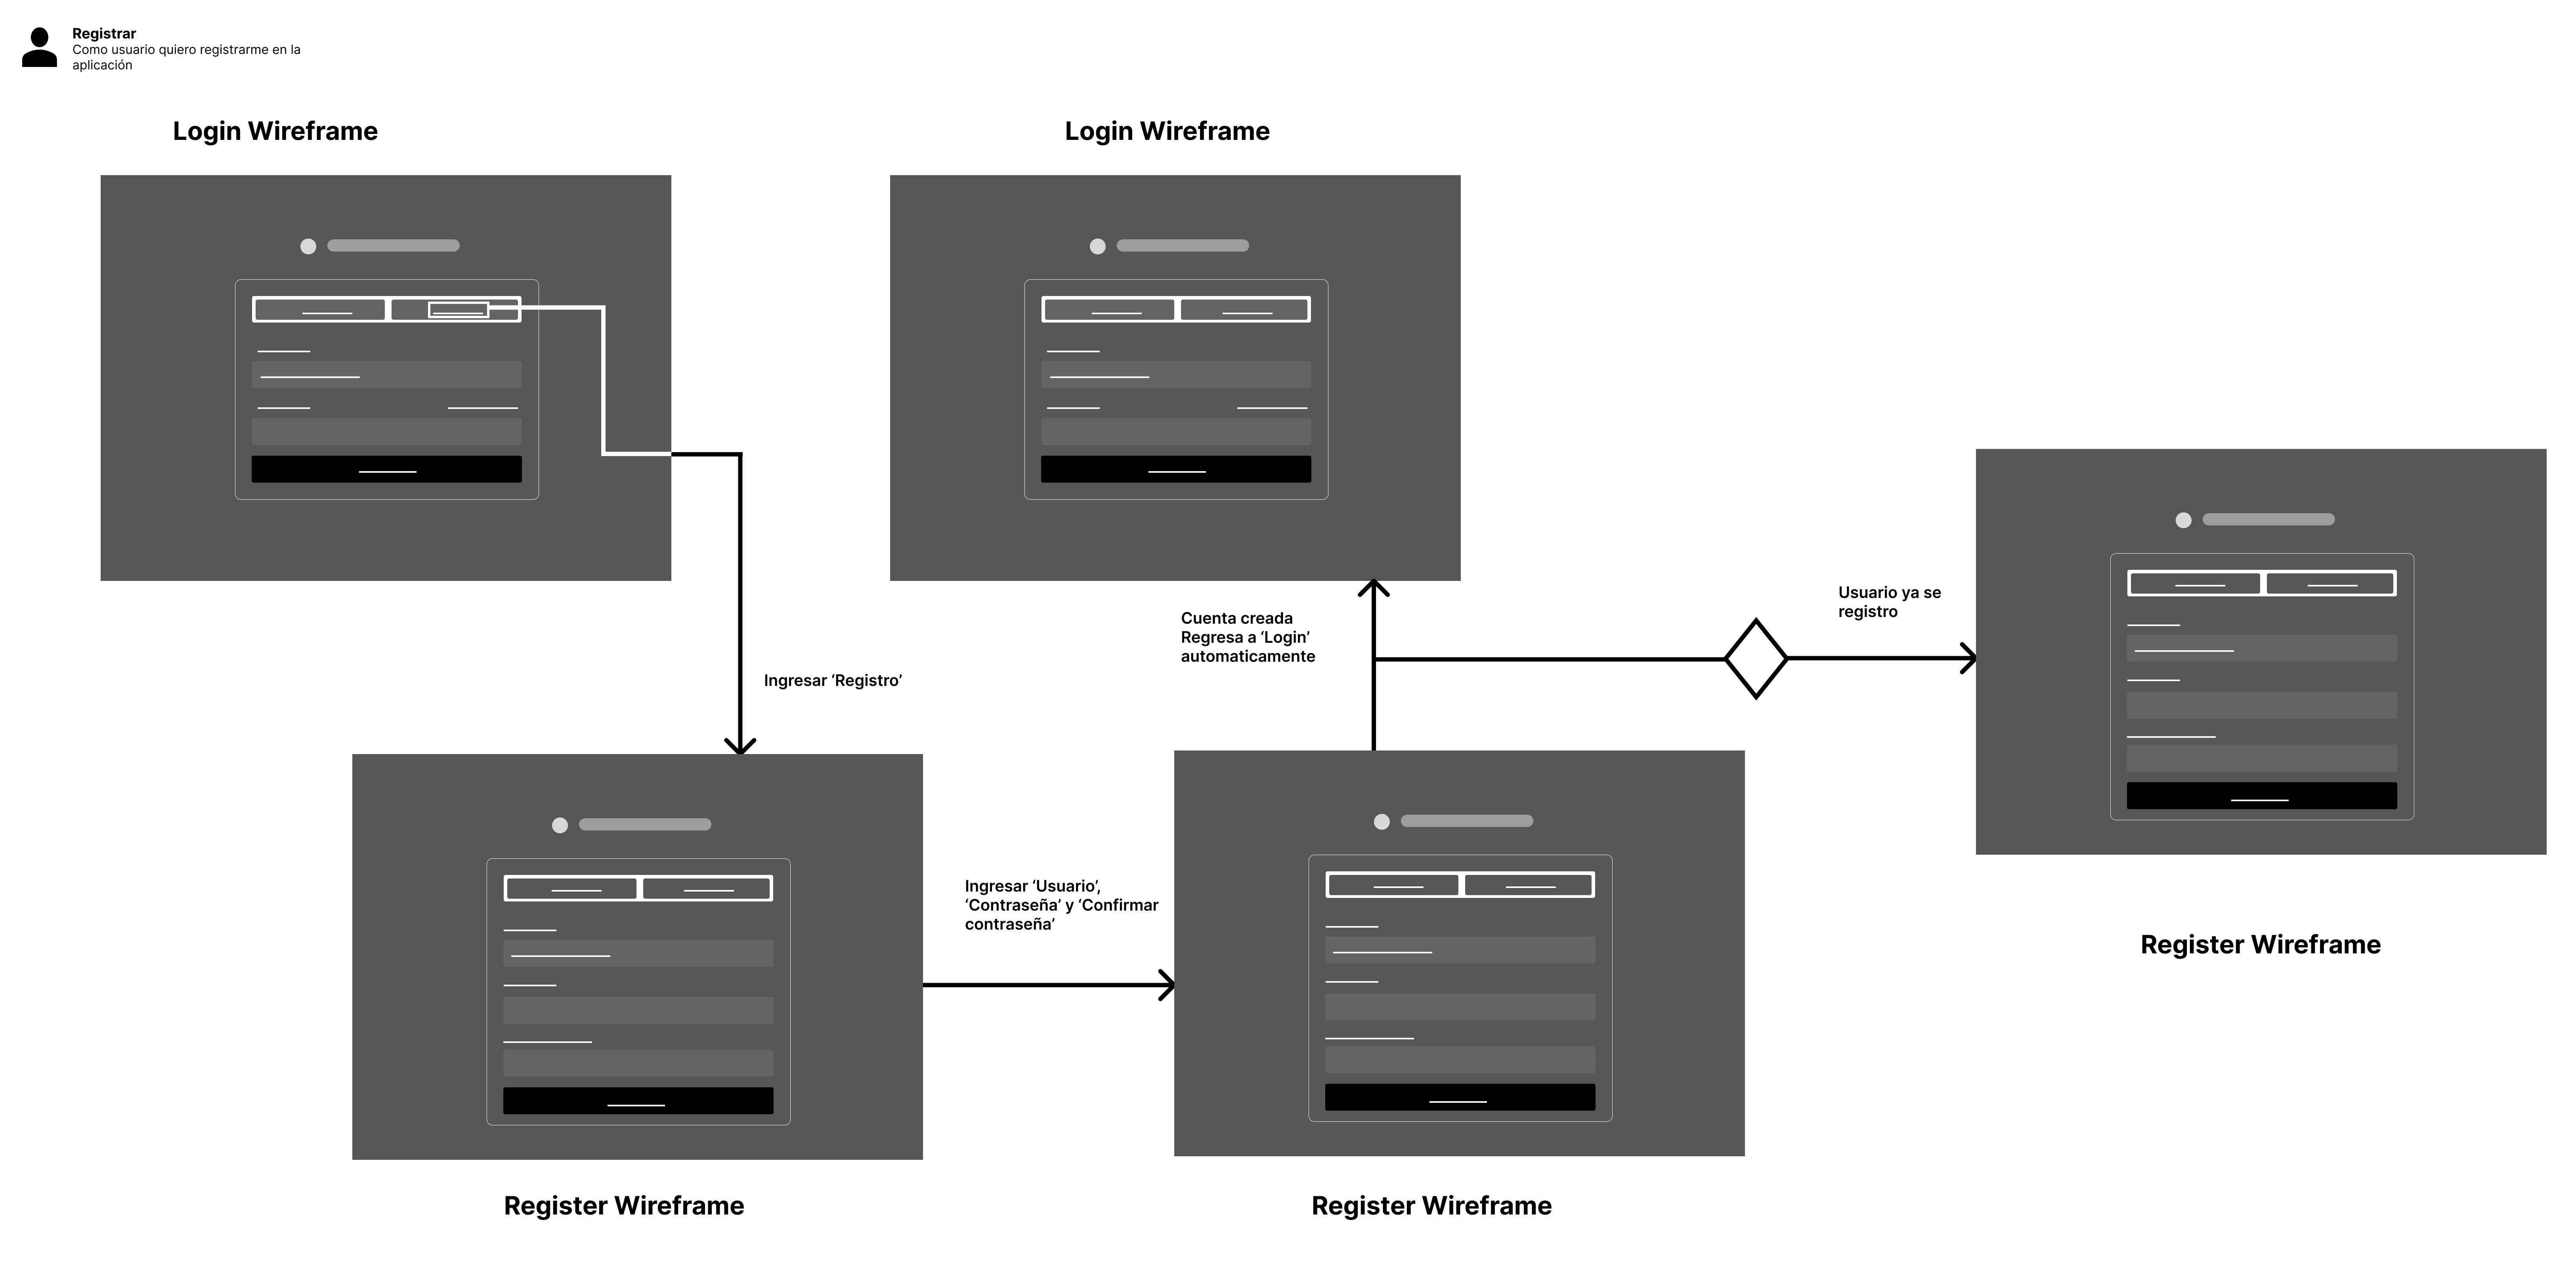 Registrar
Como usuario quiero registrarme en la
aplicación
Login Wireframe
Login Wireframe
Cuenta creada
Regresa a ‘Login’
automaticamente
Usuario ya se
registro
Ingresar ‘Registro’
Ingresar ‘Usuario’,
‘Contraseña’ y ‘Confirmar
contraseña’
Register Wireframe
Register Wireframe
Register Wireframe